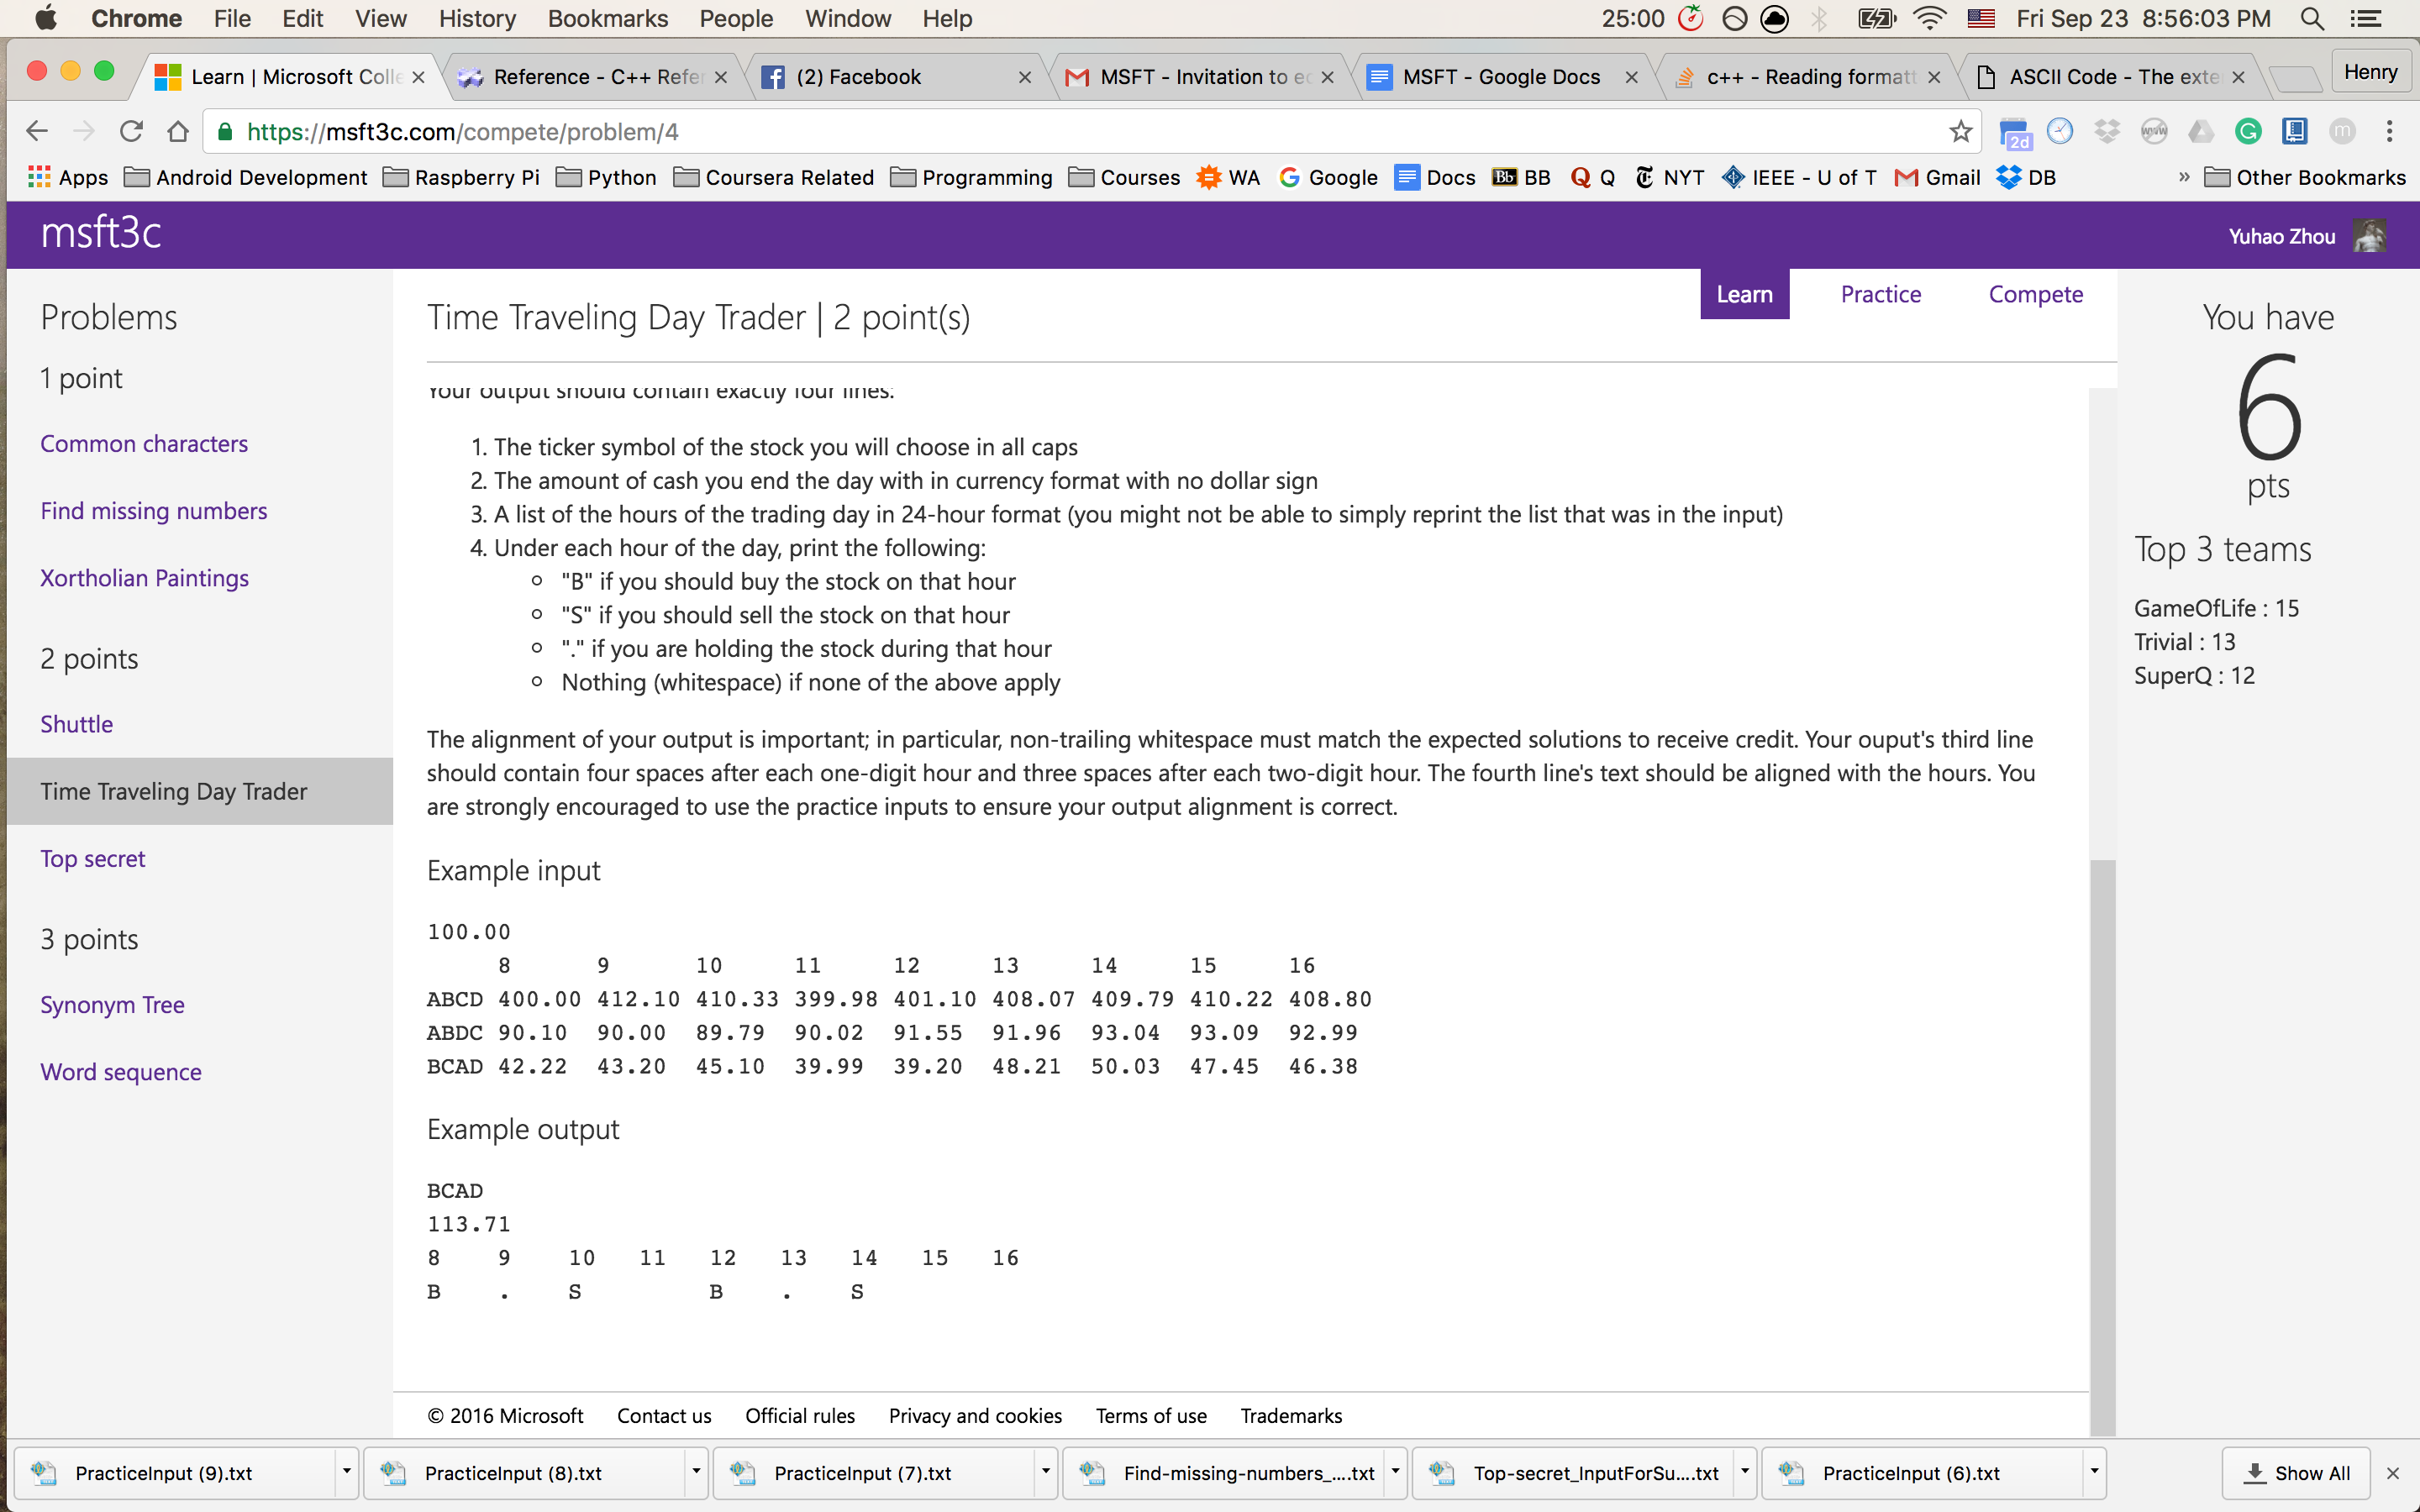 Chrome File Edit View History Bookmarks People Window Help 25:00 Fri Sep 23 8:56:03 PM
Learn | Microsoft Colle Reference - C++ Refer (2) Facebook MSFT - Invitation to ec MSFT - Google Docs c++ - Reading formatt ASCII Code - The exte Henry
https://msft3c.com/compete/problem/4 2d www G m
Apps Android Development Raspberry Pi Python Coursera Related Programming Courses WA Google Docs Bb BB Q Q NYT IEEE - U of T Gmail DB » Other Bookmarks
msft3c
Yuhao Zhou
Problems
1 point
Common characters
Find missing numbers
Xortholian Paintings
2 points
Shuttle
Time Traveling Day Trader
Top secret
3 points
Synonym Tree
Word sequence
Learn Practice Compete
Time Traveling Day Trader | 2 point(s)
Your output should contain exactly four lines:
1. The ticker symbol of the stock you will choose in all caps
2. The amount of cash you end the day with in currency format with no dollar sign
3. A list of the hours of the trading day in 24-hour format (you might not be able to simply reprint the list that was in the input)
4. Under each hour of the day, print the following:
"B" if you should buy the stock on that hour
"S" if you should sell the stock on that hour
"." if you are holding the stock during that hour
Nothing (whitespace) if none of the above apply
The alignment of your output is important; in particular, non-trailing whitespace must match the expected solutions to receive credit. Your ouput's third line
should contain four spaces after each one-digit hour and three spaces after each two-digit hour. The fourth line's text should be aligned with the hours. You
are strongly encouraged to use the practice inputs to ensure your output alignment is correct.
Example input
100.00
     8      9      10     11     12     13     14     15     16
ABCD 400.00 412.10 410.33 399.98 401.10 408.07 409.79 410.22 408.80
ABDC 90.10  90.00  89.79  90.02  91.55  91.96  93.04  93.09  92.99
BCAD 42.22  43.20  45.10  39.99  39.20  48.21  50.03  47.45  46.38
Example output
BCAD
113.71
8    9    10   11   12   13   14   15   16
B    .    S         B    .    S
You have
6
pts
Top 3 teams
GameOfLife : 15
Trivial : 13
SuperQ : 12
© 2016 Microsoft Contact us Official rules Privacy and cookies Terms of use Trademarks
PracticeInput (9).txt PracticeInput (8).txt PracticeInput (7).txt Find-missing-numbers_....txt Top-secret_InputForSu....txt PracticeInput (6).txt Show All